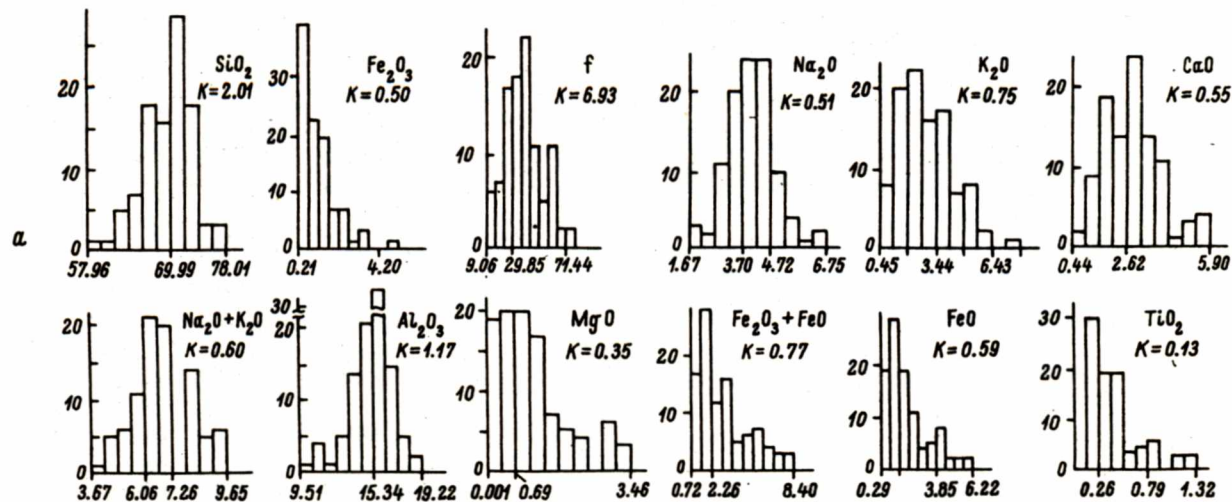 a
SiO₂
K=2.01
20
10
0
57.96 69.99 78.01
Fe₂O₃
K=0.50
30
20
10
0
0.21 4.20
f
K=6.93
20
10
0
9.06 29.85 71.44
Na₂O
K=0.51
20
10
0
1.67 3.70 4.72 6.75
K₂O
K=0.75
20
10
0
0.45 3.44 6.43
CaO
K=0.55
20
10
0
0.44 2.62 5.90
Na₂O+K₂O
K=0.60
20
10
0
3.67 6.06 7.26 9.65
Al₂O₃
K=1.17
30
20
10
0
9.51 15.34 19.22
MgO
K=0.35
20
10
0
0.001 0.69 3.46
Fe₂O₃+FeO
K=0.77
20
10
0
0.72 2.26 8.40
FeO
K=0.59
20
10
0
0.29 3.85 6.22
TiO₂
K=0.13
30
20
10
0
0.26 0.79 1.32